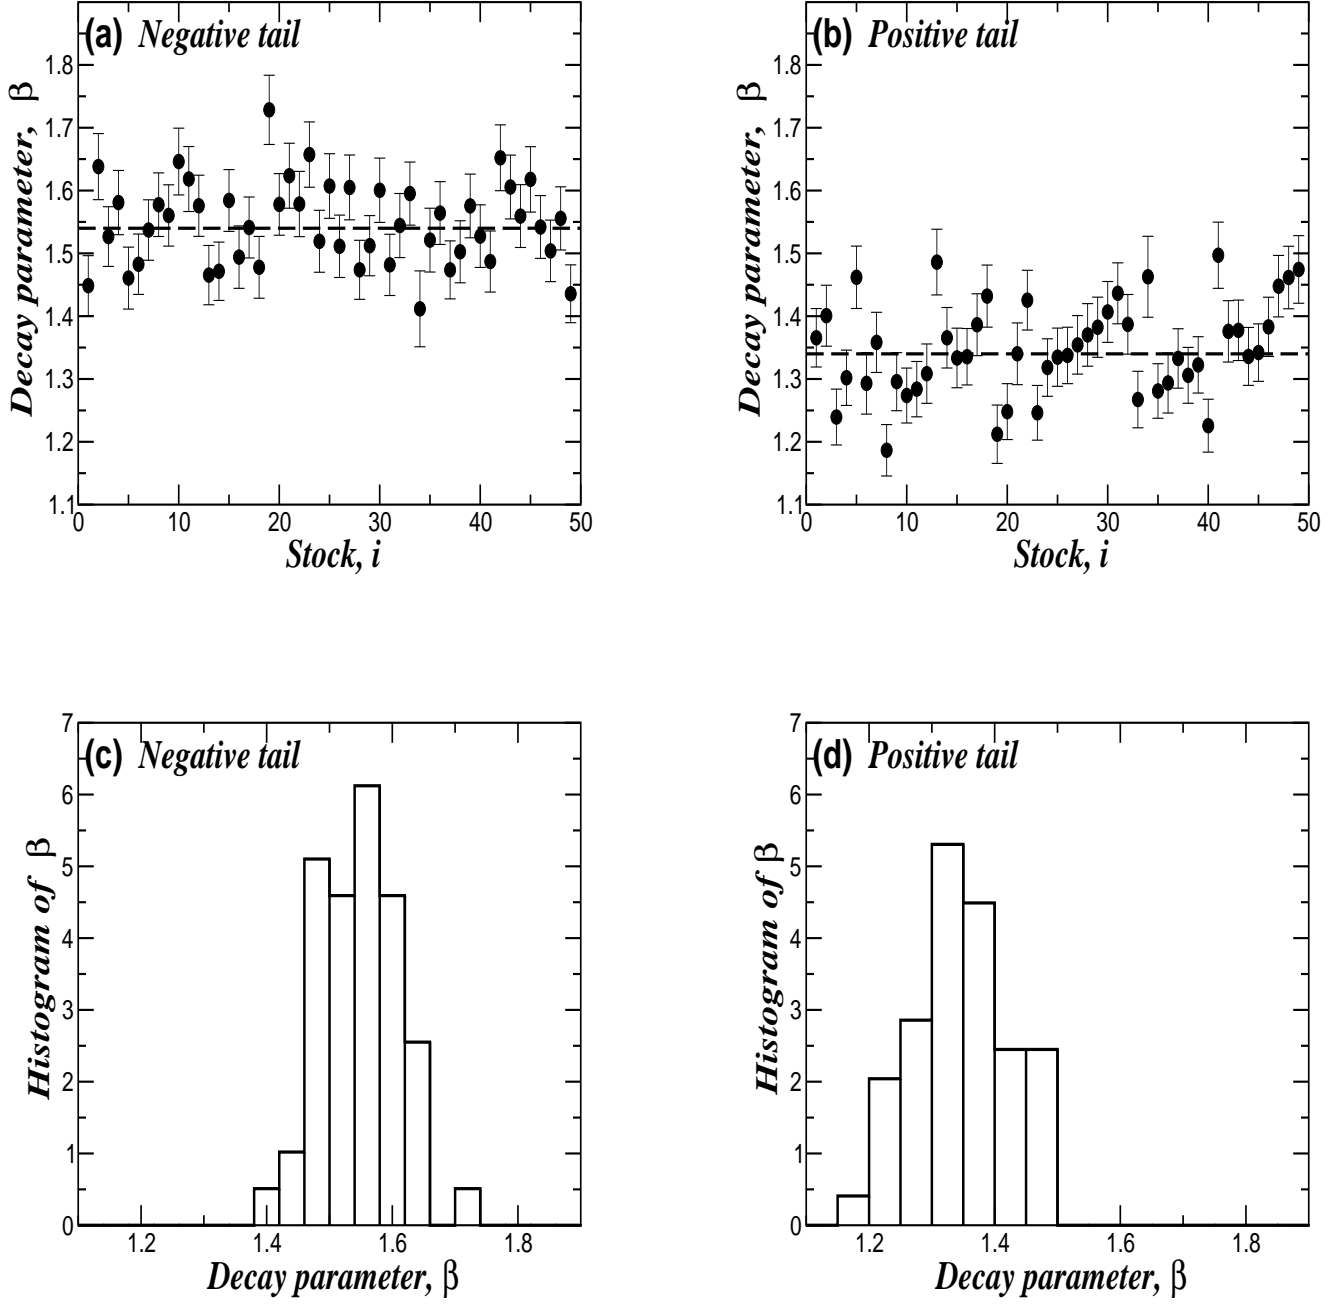 (a) Negative tail
Decay parameter, β
1.8
1.7
1.6
1.5
1.4
1.3
1.2
1.1
0 10 20 30 40 50
Stock, i
(b) Positive tail
Decay parameter, β
1.8
1.7
1.6
1.5
1.4
1.3
1.2
1.1
0 10 20 30 40 50
Stock, i
(c) Negative tail
Histogram of β
7
6
5
4
3
2
1
0
1.2 1.4 1.6 1.8
Decay parameter, β
(d) Positive tail
Histogram of β
7
6
5
4
3
2
1
0
1.2 1.4 1.6 1.8
Decay parameter, β